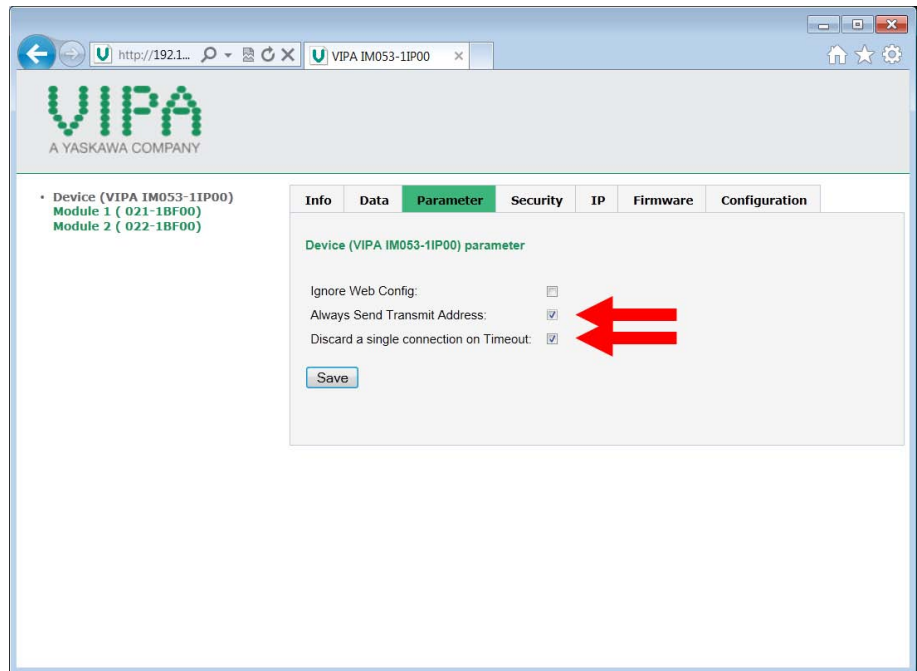 http://192.1...
VIPA IM053-1IP00
VIPA
A YASKAWA COMPANY
Device (VIPA IM053-1IP00)
Module 1 ( 021-1BF00)
Module 2 ( 022-1BF00)
Info Data Parameter Security IP Firmware Configuration
Device (VIPA IM053-1IP00) parameter
Ignore Web Config:
Always Send Transmit Address:
Discard a single connection on Timeout:
Save